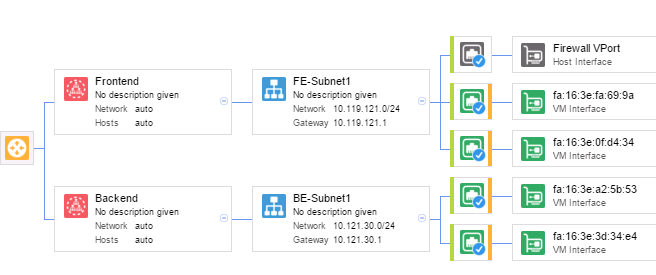 Frontend
No description given
Network auto
Hosts auto
FE-Subnet1
No description given
Network 10.119.121.0/24
Gateway 10.119.121.1
Firewall VPort
Host Interface
fa:16:3e:fa:69:9a
VM Interface
fa:16:3e:0f:d4:34
VM Interface
Backend
No description given
Network auto
Hosts auto
BE-Subnet1
No description given
Network 10.121.30.0/24
Gateway 10.121.30.1
fa:16:3e:a2:5b:53
VM Interface
fa:16:3e:3d:34:e4
VM Interface